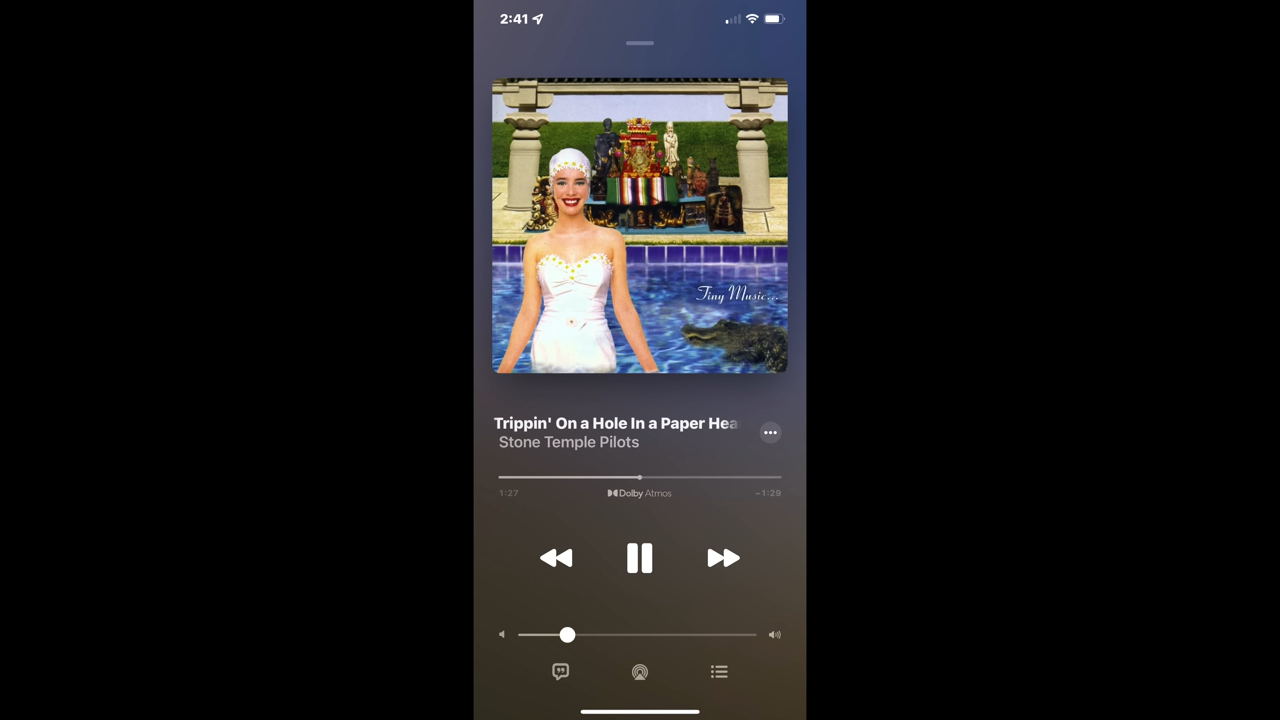 2:41
Tiny Music...
Trippin' On a Hole In a Paper Hea
Stone Temple Pilots
1:27
Dolby Atmos
-1:29